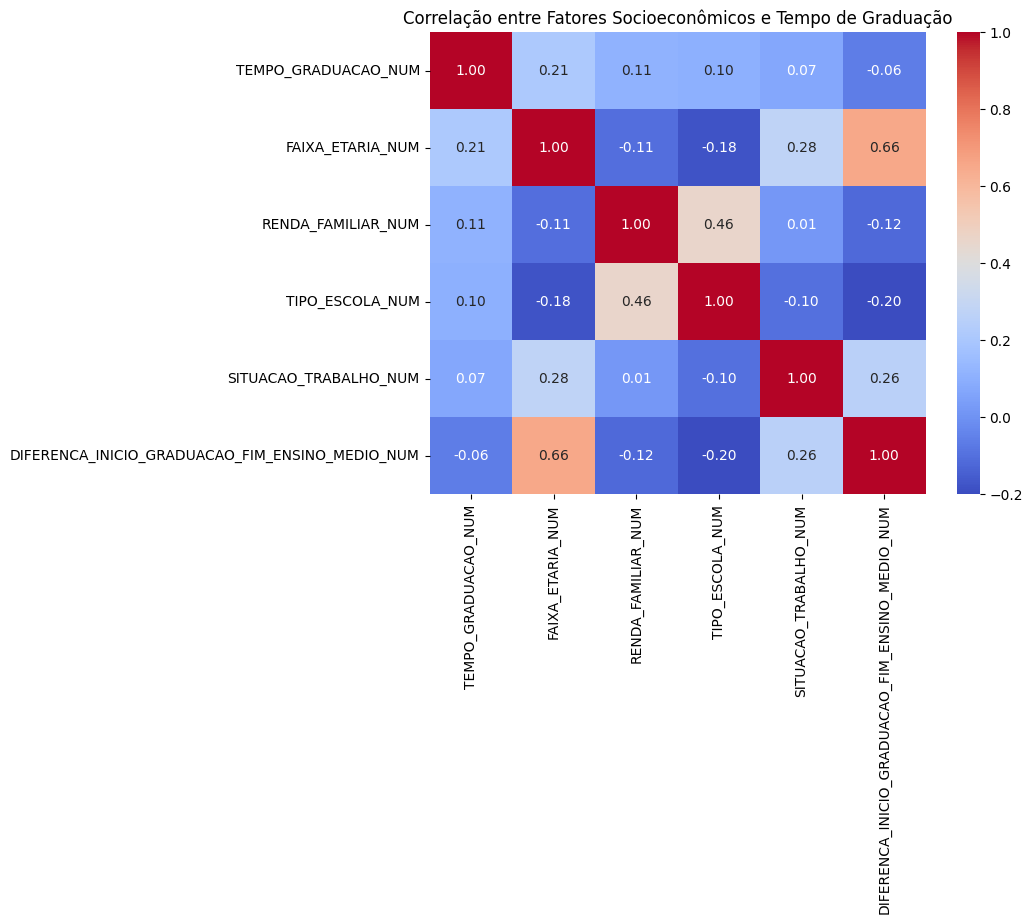 Correlação entre Fatores Socioeconômicos e Tempo de Graduação
TEMPO_GRADUACAO_NUM 1.00 0.21 0.11 0.10 0.07 -0.06
FAIXA_ETARIA_NUM 0.21 1.00 -0.11 -0.18 0.28 0.66
RENDA_FAMILIAR_NUM 0.11 -0.11 1.00 0.46 0.01 -0.12
TIPO_ESCOLA_NUM 0.10 -0.18 0.46 1.00 -0.10 -0.20
SITUACAO_TRABALHO_NUM 0.07 0.28 0.01 -0.10 1.00 0.26
DIFERENCA_INICIO_GRADUACAO_FIM_ENSINO_MEDIO_NUM -0.06 0.66 -0.12 -0.20 0.26 1.00
TEMPO_GRADUACAO_NUM
FAIXA_ETARIA_NUM
RENDA_FAMILIAR_NUM
TIPO_ESCOLA_NUM
SITUACAO_TRABALHO_NUM
DIFERENCA_INICIO_GRADUACAO_FIM_ENSINO_MEDIO_NUM
1.0
0.8
0.6
0.4
0.2
0.0
−0.2